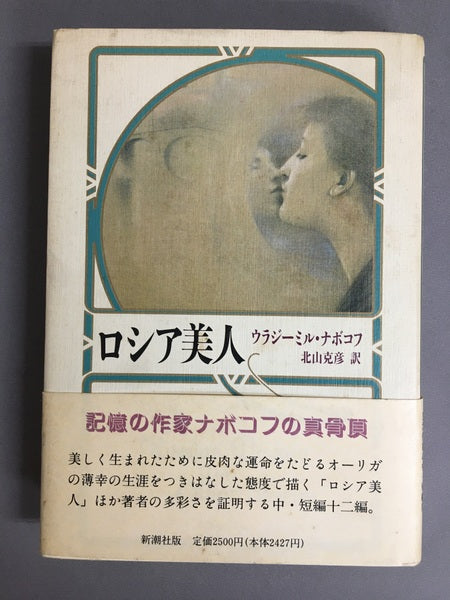 ロシア美人
ウラジーミル・ナボコフ
北山克彦 訳
記憶の作家ナボコフの真骨頂
美しく生まれたために皮肉な運命をたどるオーリガ
の薄幸の生涯をつきはなした態度で描く「ロシア美
人」ほか著者の多彩さを証明する中・短編十二編。
新潮社版 定価2500円(本体2427円)